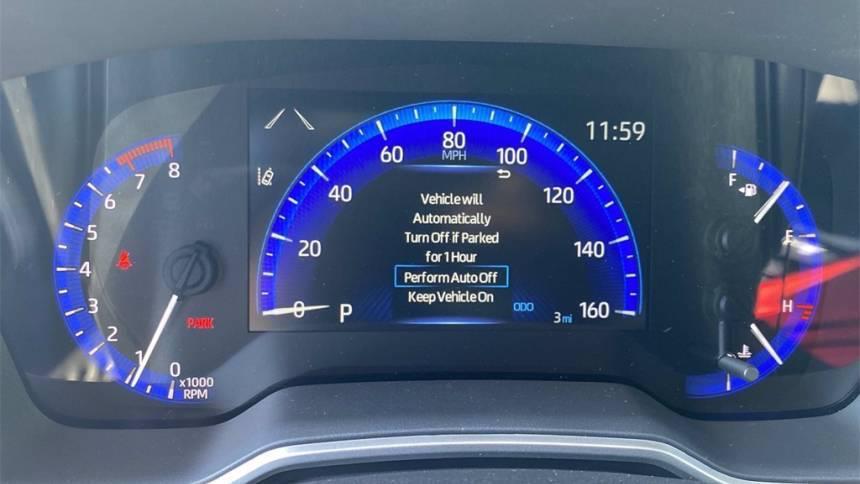 11:59
8
7
6
5
4
3
2
1
0
x1000
RPM
PARK
0
20
40
60
80
MPH
100
120
140
160
Vehicle will
Automatically
Turn Off if Parked
for 1 Hour
Perform Auto Off
Keep Vehicle On
P
ODO
3 mi
F
E
H